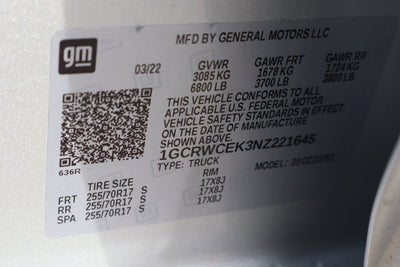 gm
MFD BY GENERAL MOTORS LLC
03/22 GVWR GAWR FRT GAWR RR
3085 KG 1678 KG 1724 KG
6800 LB 3700 LB 3800 LB
THIS VEHICLE CONFORMS TO ALL
APPLICABLE U.S. FEDERAL MOTOR
VEHICLE SAFETY STANDARDS IN
EFFECT ON THE DATE OF MANUFACTURE
SHOWN ABOVE.
1GCRWCEK3NZ221645
636R TYPE: TRUCK MODEL:
TIRE SIZE RIM
FRT 255/70R17 S 17X8J
RR 255/70R17 S 17X8J
SPA 255/70R17 S 17X8J